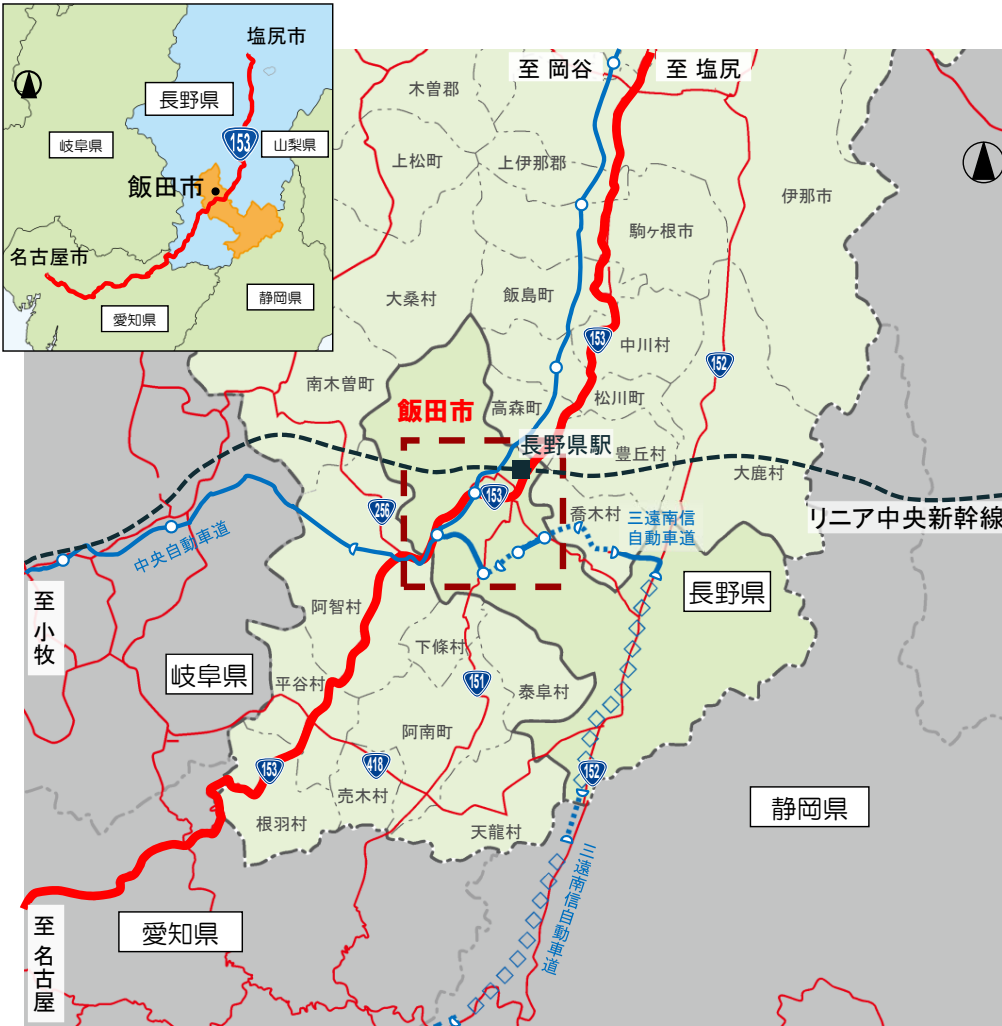 塩尻市
長野県
153
岐阜県
山梨県
飯田市
名古屋市
静岡県
愛知県
至 岡谷
至 塩尻
木曽郡
上松町
上伊那郡
伊那市
駒ヶ根市
大桑村
飯島町
153
中川村
152
南木曽町
飯田市
高森町
松川町
長野県駅
豊丘村
大鹿村
153
256
喬木村
三遠南信
自動車道
リニア中央新幹線
中央自動車道
至 小牧
阿智村
長野県
下條村
岐阜県
平谷村
151
泰阜村
阿南町
153
418
152
売木村
静岡県
根羽村
天龍村
三遠南信自動車道
至 名古屋
愛知県